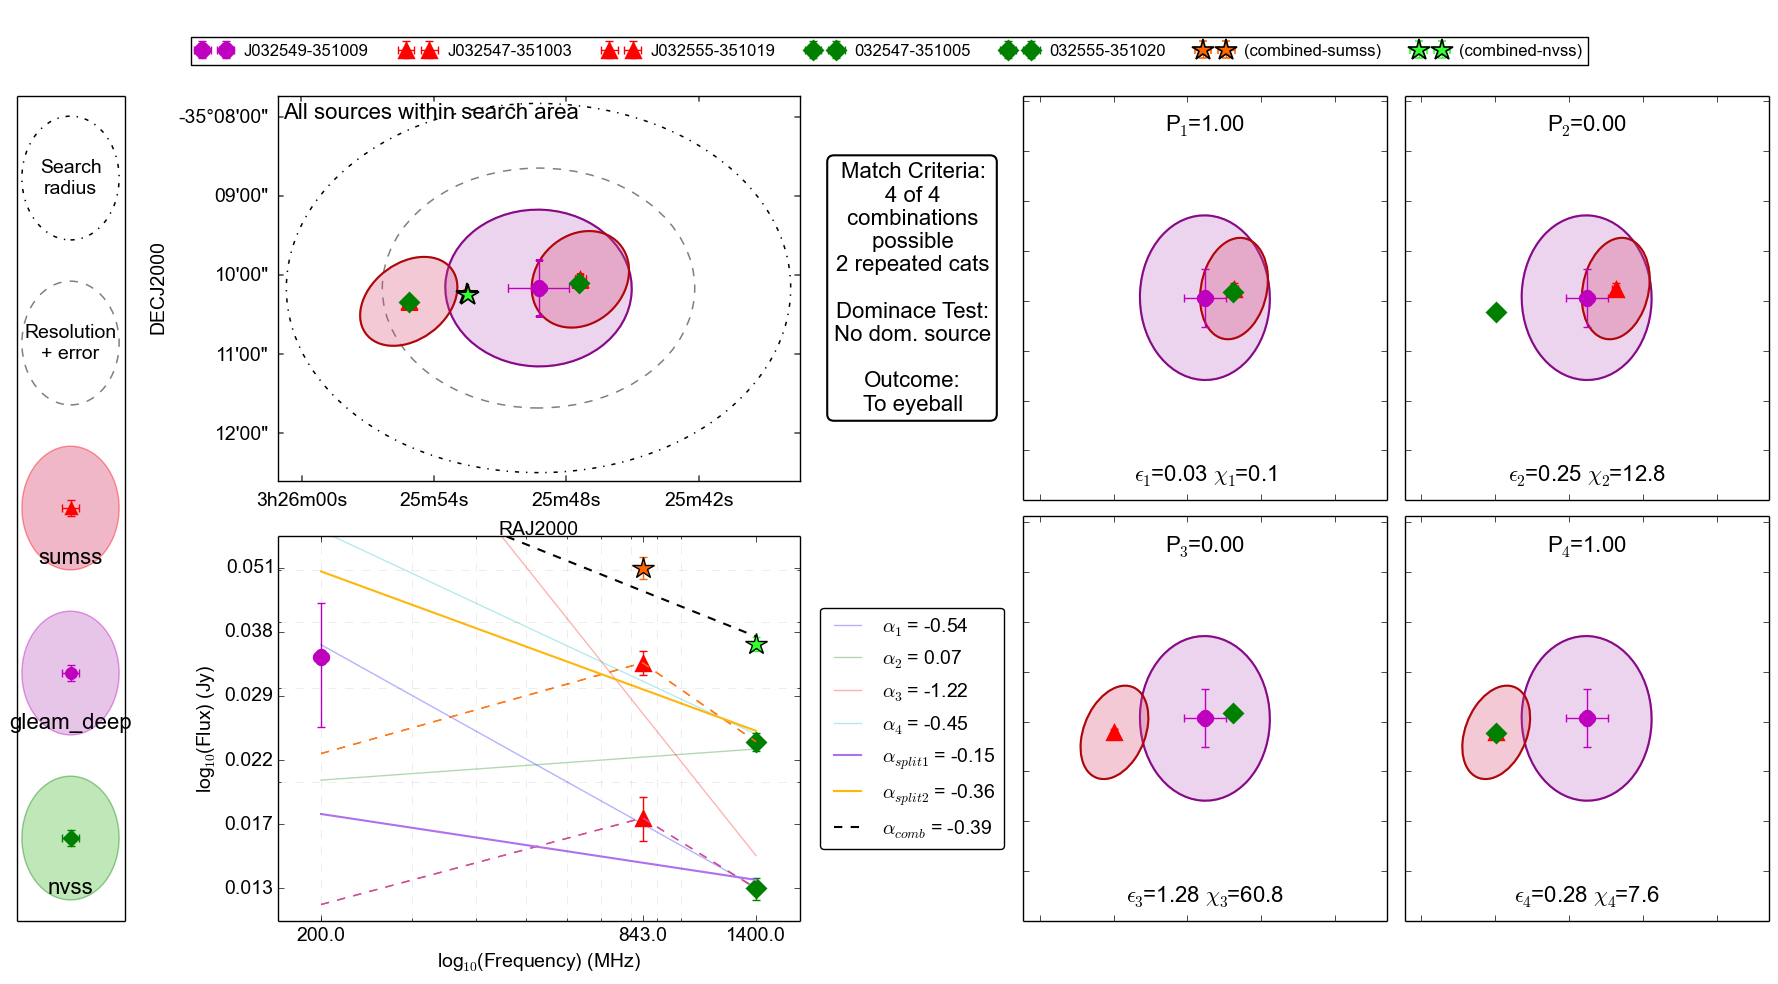 J032549-351009 J032547-351003 J032555-351019 032547-351005 032555-351020 (combined-sumss) (combined-nvss)
Search
radius
Resolution
+ error
sumss
gleam_deep
nvss
All sources within search area
-35°08'00"
09'00"
10'00"
11'00"
12'00"
DECJ2000
3h26m00s 25m54s 25m48s 25m42s
RAJ2000
Match Criteria:
4 of 4
combinations
possible
2 repeated cats
Dominace Test:
No dom. source
Outcome:
To eyeball
P1=1.00
ϵ1=0.03 χ1=0.1
P2=0.00
ϵ2=0.25 χ2=12.8
0.051
0.038
0.029
0.022
0.017
0.013
log10(Flux) (Jy)
200.0 843.0 1400.0
log10(Frequency) (MHz)
α1 = -0.54
α2 = 0.07
α3 = -1.22
α4 = -0.45
αsplit1 = -0.15
αsplit2 = -0.36
αcomb = -0.39
P3=0.00
ϵ3=1.28 χ3=60.8
P4=1.00
ϵ4=0.28 χ4=7.6